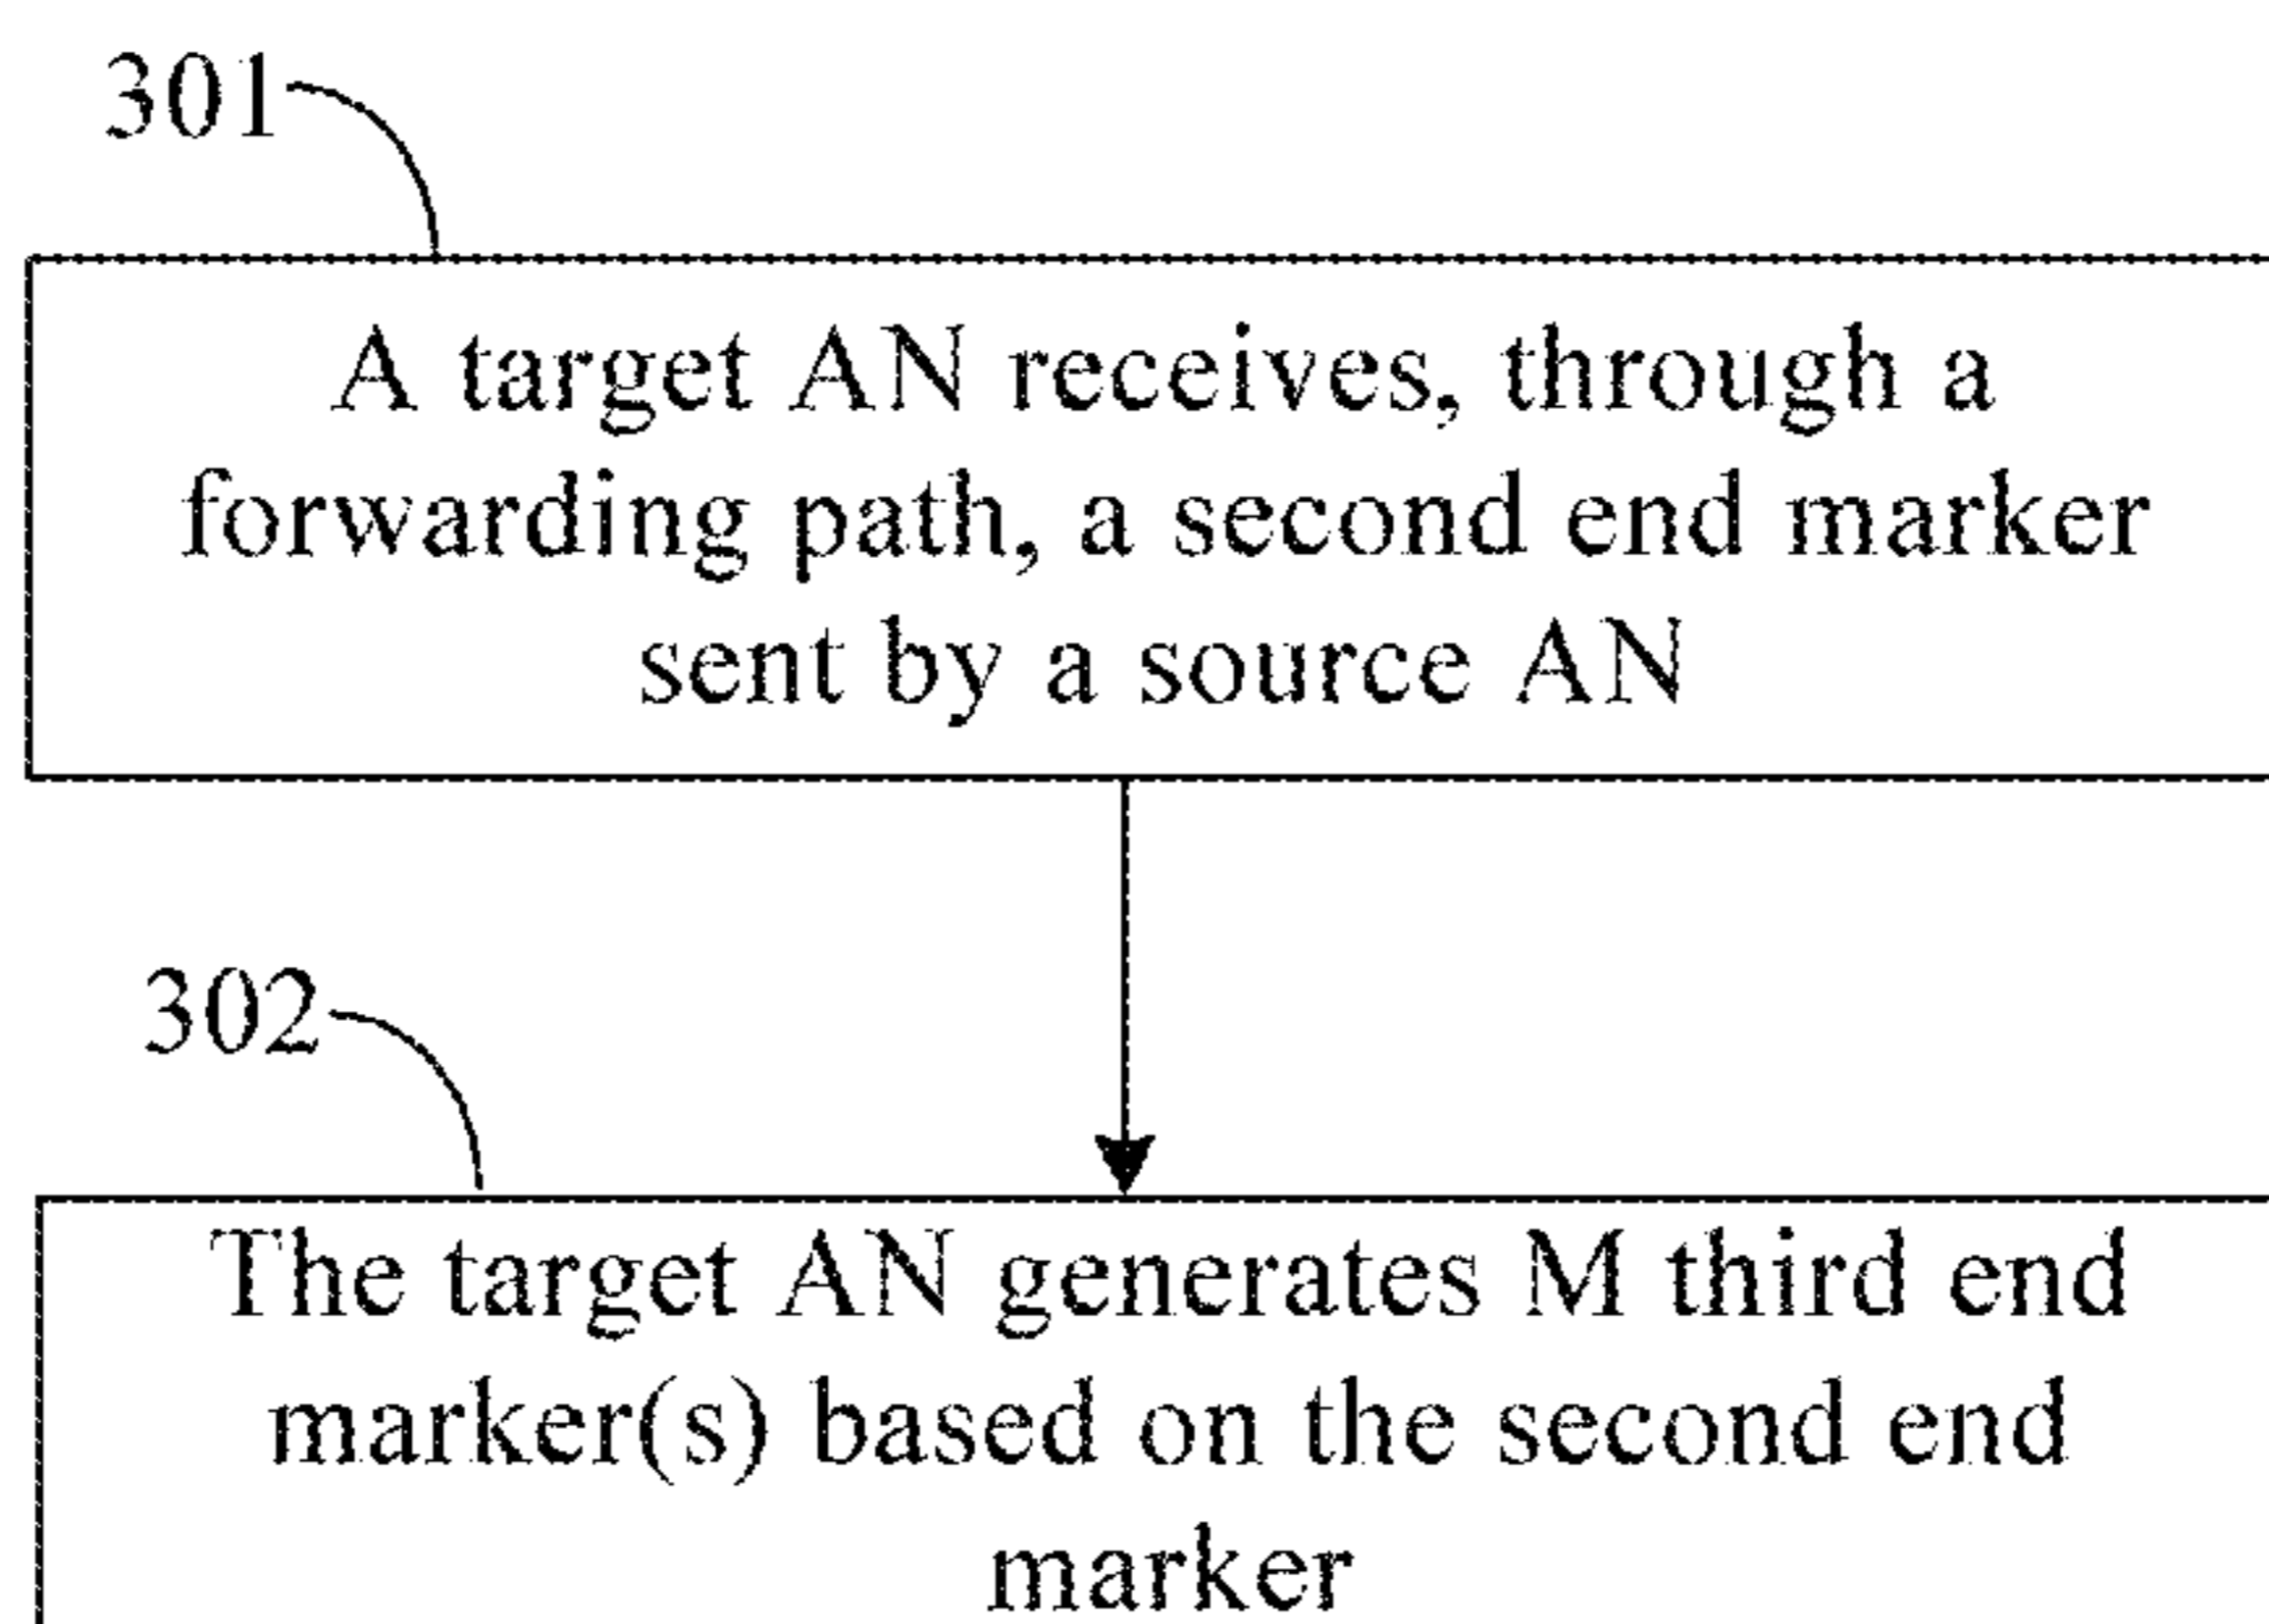 301
A target AN receives, through a
forwarding path, a second end marker
sent by a source AN
302
The target AN generates M third end
marker(s) based on the second end
marker